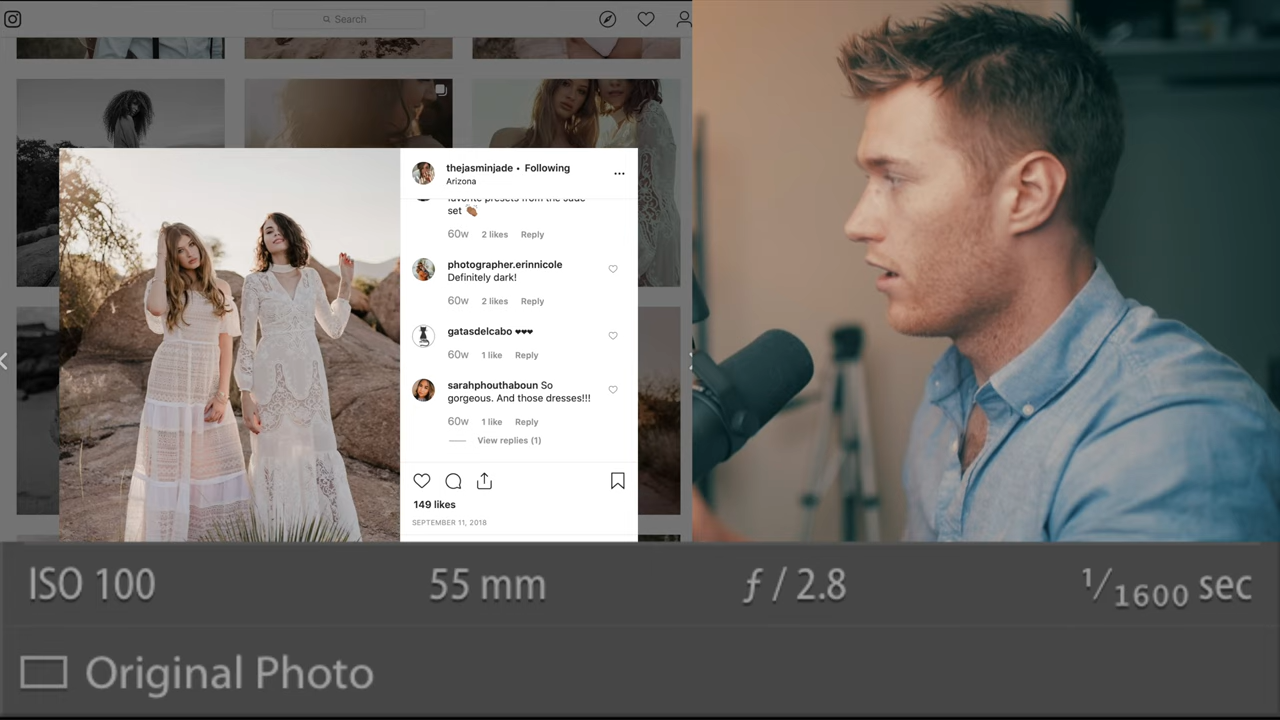 Search
thejasminjade • Following
Arizona
favorite presets from the Jade
set
60w 2 likes Reply
photographer.erinnicole
Definitely dark!
60w 2 likes Reply
gatasdelcabo ♥♥♥
60w 1 like Reply
sarahphouthaboun So
gorgeous. And those dresses!!!
60w 1 like Reply
View replies (1)
149 likes
SEPTEMBER 11, 2018
ISO 100 55 mm ƒ / 2.8 1/1600 sec
Original Photo